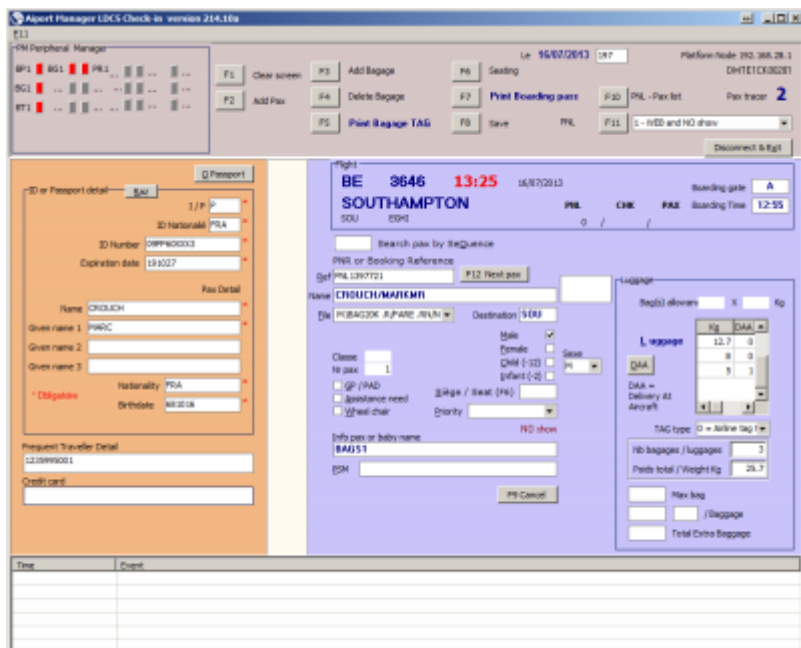 Aiport Manager LDCS Check-in version 214.10a
F11
PM Peripheral Manager
BP1 BG1 PR1
BG1
BT1
F1 Clear screen
F2 Add Pax
F3 Add Bagage
F4 Delete Bagage
F5 Print Bagage TAG
F6 Seating
F7 Print Boarding pass
F8 Save PNL
Le 16/07/2013 197
F10 PNL -Pax list
F11 1 - WEB and NO show
Platform Node 192.168.28.1
DMTE1CK00201
Pax tracer 2
Disconnect & Exit
Passport
ID or Passport detail Raz
I / P P *
ID Nationalité FRA *
ID Number *
Expiration date 191027 *
Pax Detail
Name CROUCH *
Given name 1 MARC *
Given name 2
Given name 3
* Obligatoire
Nationality FRA *
Birthdate 681016 *
Frequent Traveller Detail
1235995001
Credit card
Flight
BE 3646 13:25 16/07/2013
SOUTHAMPTON
SOU EGHI
PNL CHK PAX
0 / /
Boarding gate A
Boarding Time 12:55
Search pax by SeQuence
PNR or Booking Reference
Ref PNL1397721 F12 Next pax
Name CROUCH/MARKMR
File Destination SOU
Male
Female
Child (-12)
Infant (-2)
Sexe
M
Classe
Nr pax 1
GP / PAD
Assistance need
Wheel chair
Siège / Seat (F6)
Priority
NO show
Info pax or baby name
BAGS1
PSM
F9 Cancel
Luggage
Bag(s) allowan X Kg
Luggage
DAA
DAA =
Delivery At
Aircraft
Kg DAA
12.7 0
8 0
5 1
TAG type 0 = Airline tag
Nb bagages / luggages 3
Poids total / Weight Kg 25.7
Max bag
/ Baggage
Total Extra Baggage
Time Event